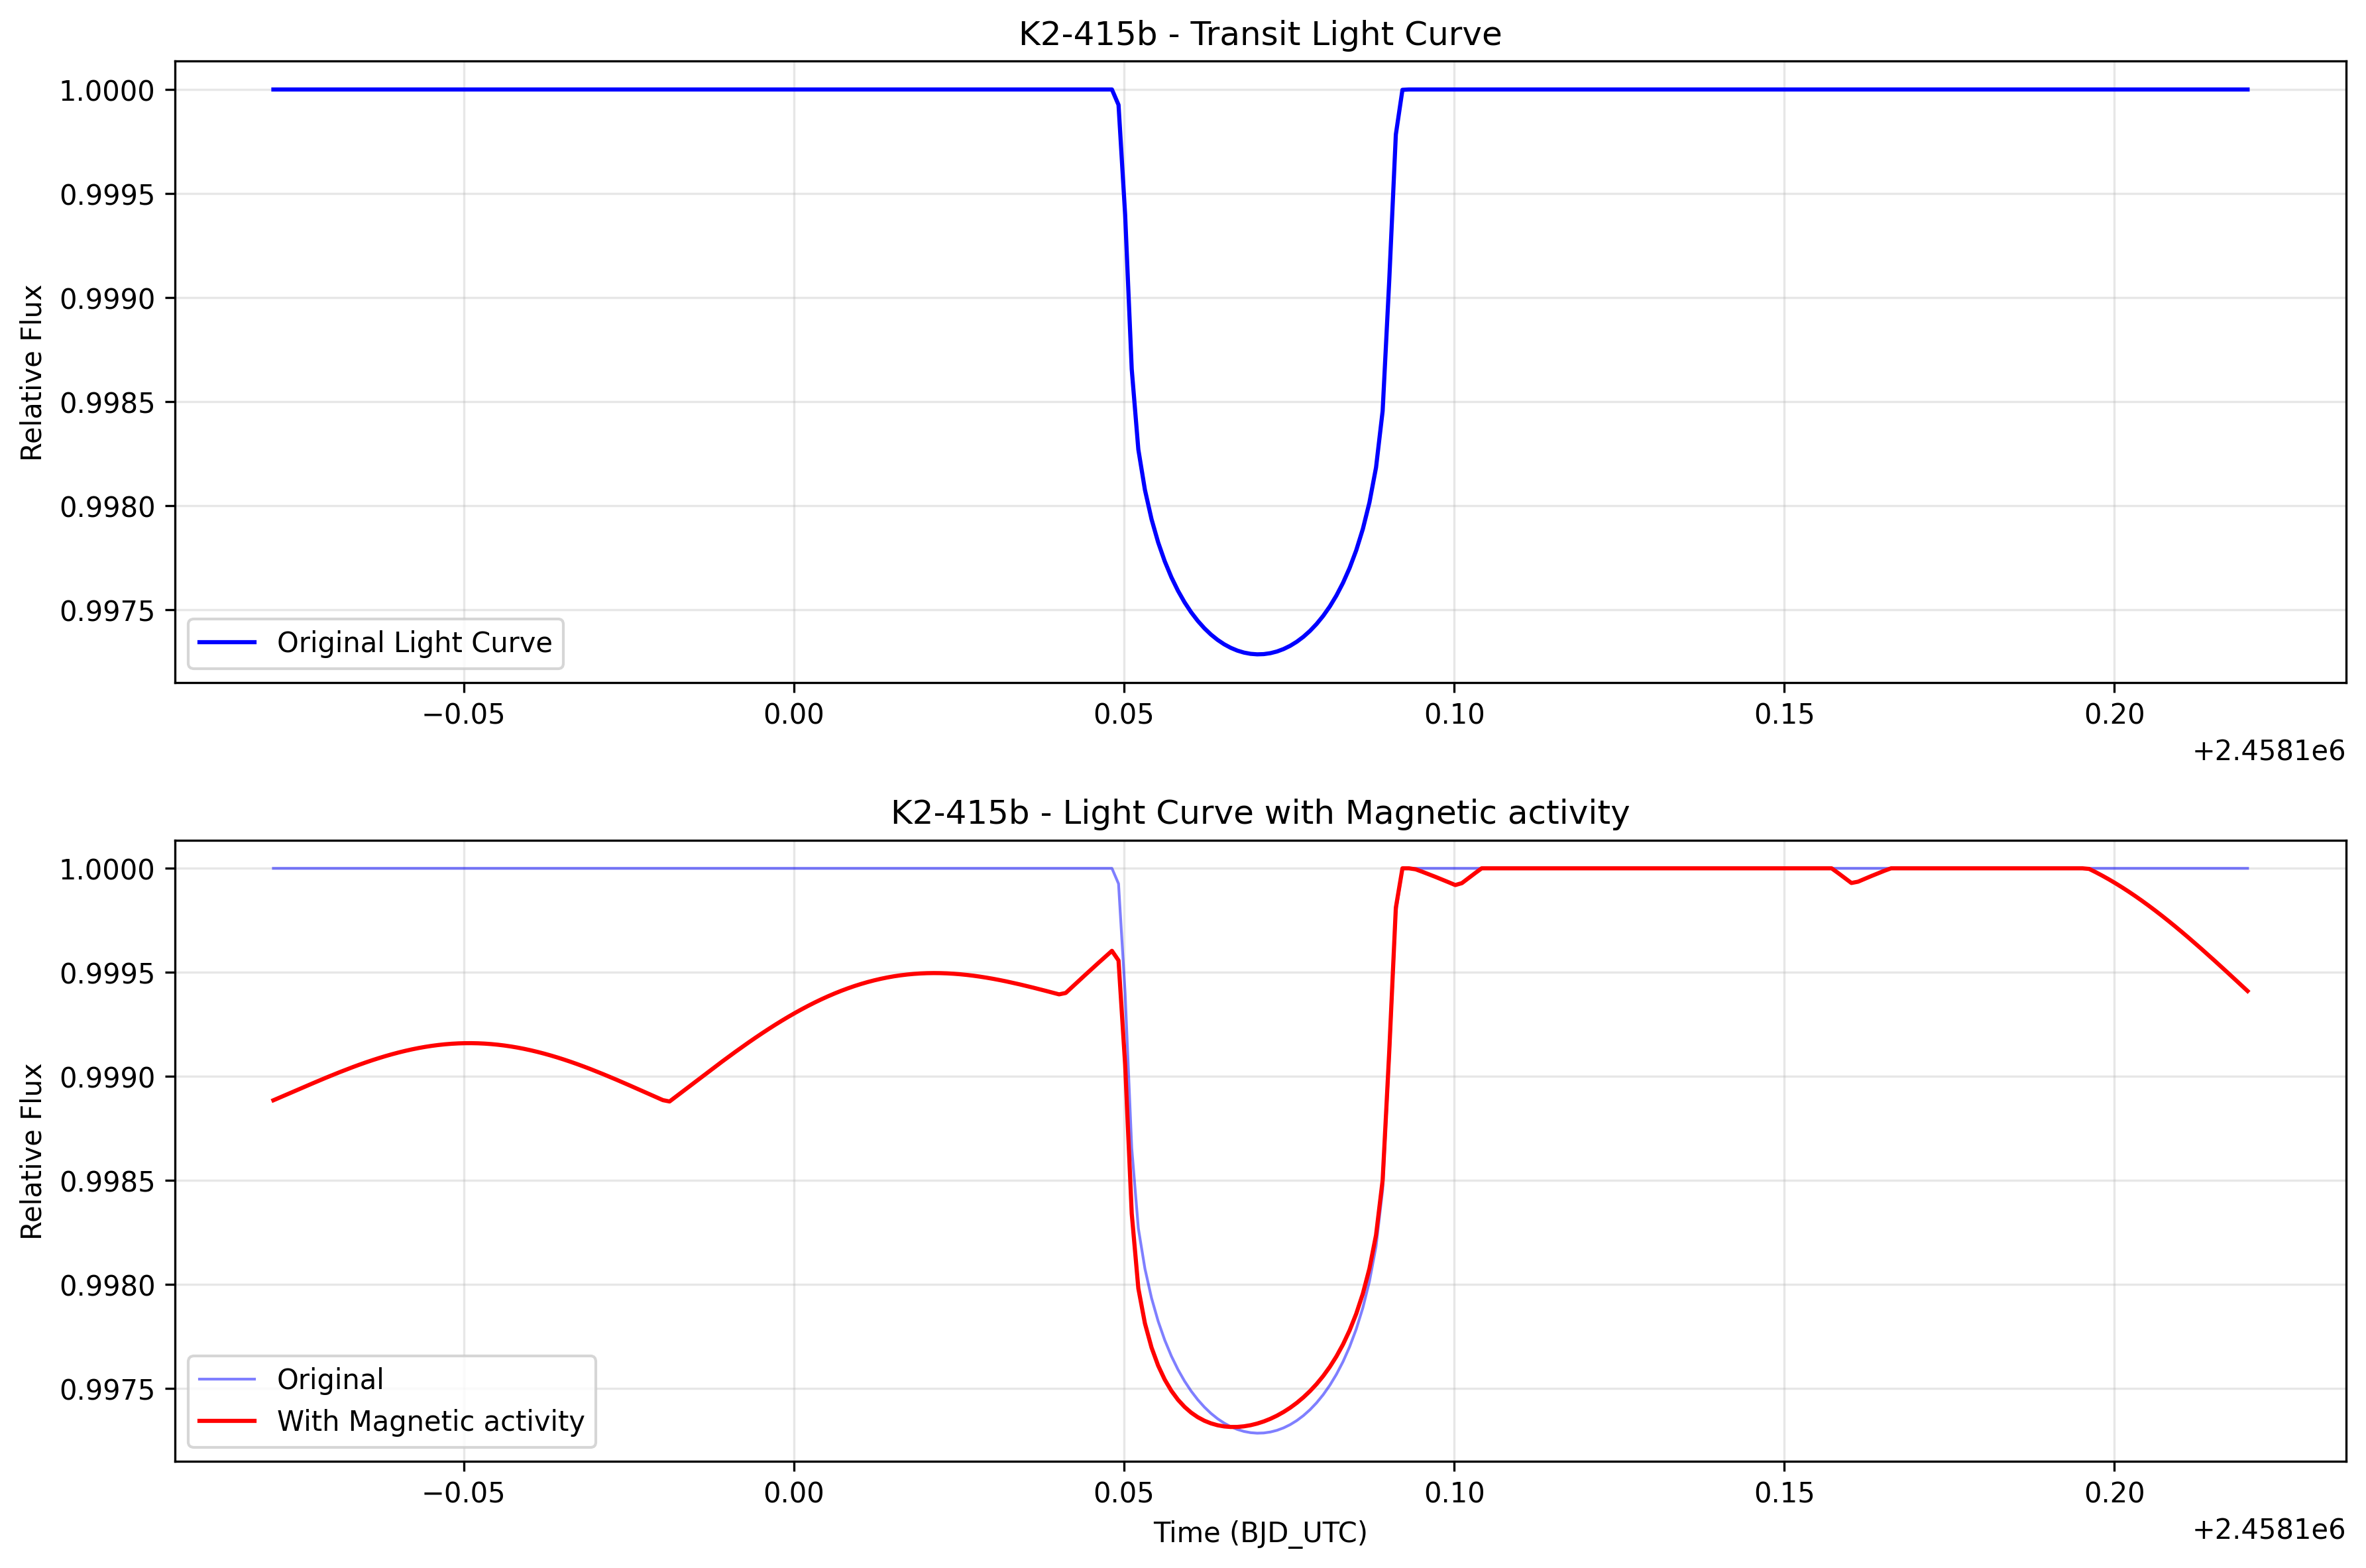 K2-415b - Transit Light Curve
Relative Flux
1.0000
0.9995
0.9990
0.9985
0.9980
0.9975
Original Light Curve
−0.05 0.00 0.05 0.10 0.15 0.20
+2.4581e6
K2-415b - Light Curve with Magnetic activity
Relative Flux
1.0000
0.9995
0.9990
0.9985
0.9980
0.9975
Original
With Magnetic activity
−0.05 0.00 0.05 0.10 0.15 0.20
Time (BJD_UTC)
+2.4581e6